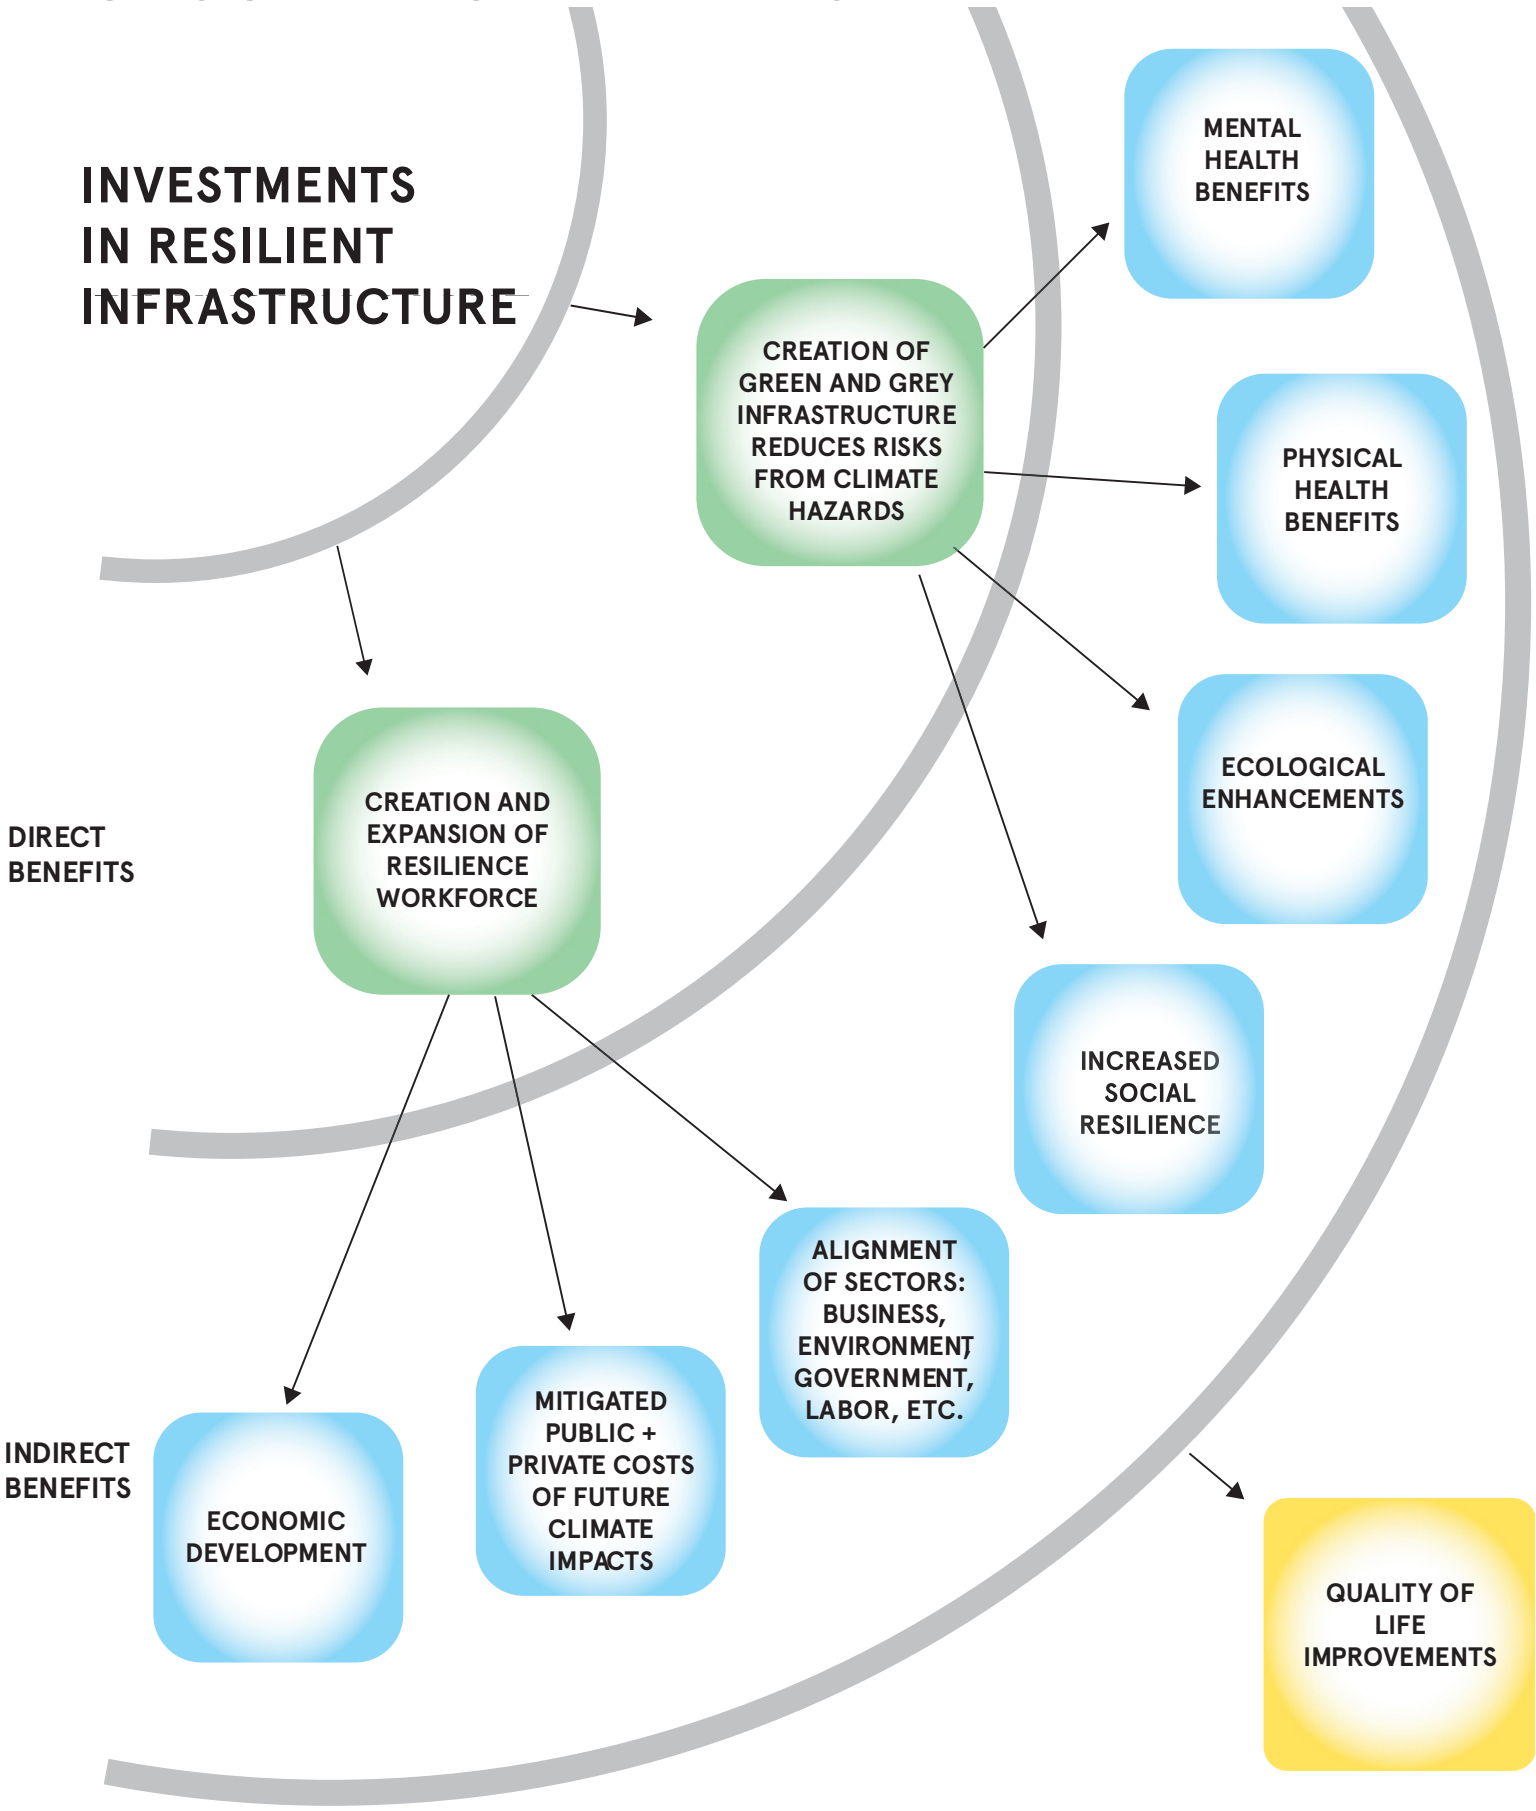 INVESTMENTS
IN RESILIENT
INFRASTRUCTURE
MENTAL
HEALTH
BENEFITS
CREATION OF
GREEN AND GREY
INFRASTRUCTURE
REDUCES RISKS
FROM CLIMATE
HAZARDS
PHYSICAL
HEALTH
BENEFITS
ECOLOGICAL
ENHANCEMENTS
DIRECT
BENEFITS
CREATION AND
EXPANSION OF
RESILIENCE
WORKFORCE
INCREASED
SOCIAL
RESILIENCE
ALIGNMENT
OF SECTORS:
BUSINESS,
ENVIRONMENT,
GOVERNMENT,
LABOR, ETC.
MITIGATED
PUBLIC +
PRIVATE COSTS
OF FUTURE
CLIMATE
IMPACTS
INDIRECT
BENEFITS
ECONOMIC
DEVELOPMENT
QUALITY OF
LIFE
IMPROVEMENTS